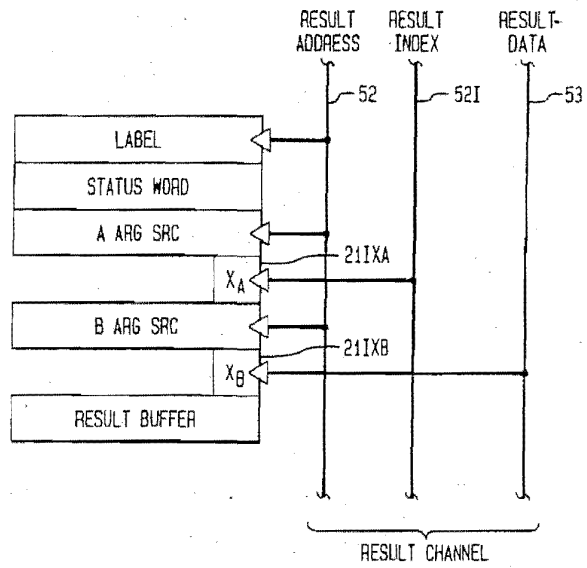 RESULT ADDRESS
RESULT INDEX
RESULT-DATA
52
52I
53
LABEL
STATUS WORD
A ARG SRC
21IXA
XA
B ARG SRC
21IXB
XB
RESULT BUFFER
RESULT CHANNEL